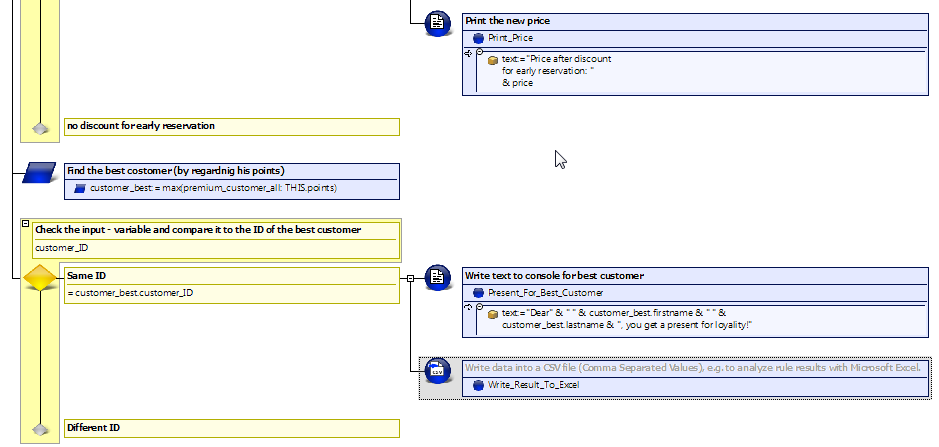 Print the new price
Print_Price
text:="Price after discount
for early reservation: "
& price
no discount for early reservation
Find the best costomer (by regardnig his points)
customer_best:= max(premium_customer_all: THIS.points)
Check the input - variable and compare it to the ID of the best customer
customer_ID
Same ID
= customer_best.customer_ID
Write text to console for best customer
Present_For_Best_Customer
text:="Dear" & " " & customer_best.firstname & " " &
customer_best.lastname & ", you get a present for loyality!"
Write data into a CSV file (Comma Separated Values), e.g. to analyze rule results with Microsoft Excel.
CSV
Write_Result_To_Excel
Different ID